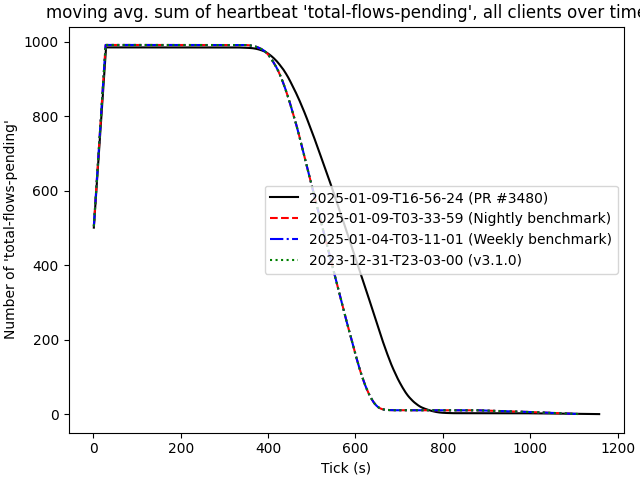 moving avg. sum of heartbeat 'total-flows-pending', all clients over time
Number of 'total-flows-pending'
1000
800
600
400
200
0
2025-01-09-T16-56-24 (PR #3480)
2025-01-09-T03-33-59 (Nightly benchmark)
2025-01-04-T03-11-01 (Weekly benchmark)
2023-12-31-T23-03-00 (v3.1.0)
0 200 400 600 800 1000 1200
Tick (s)